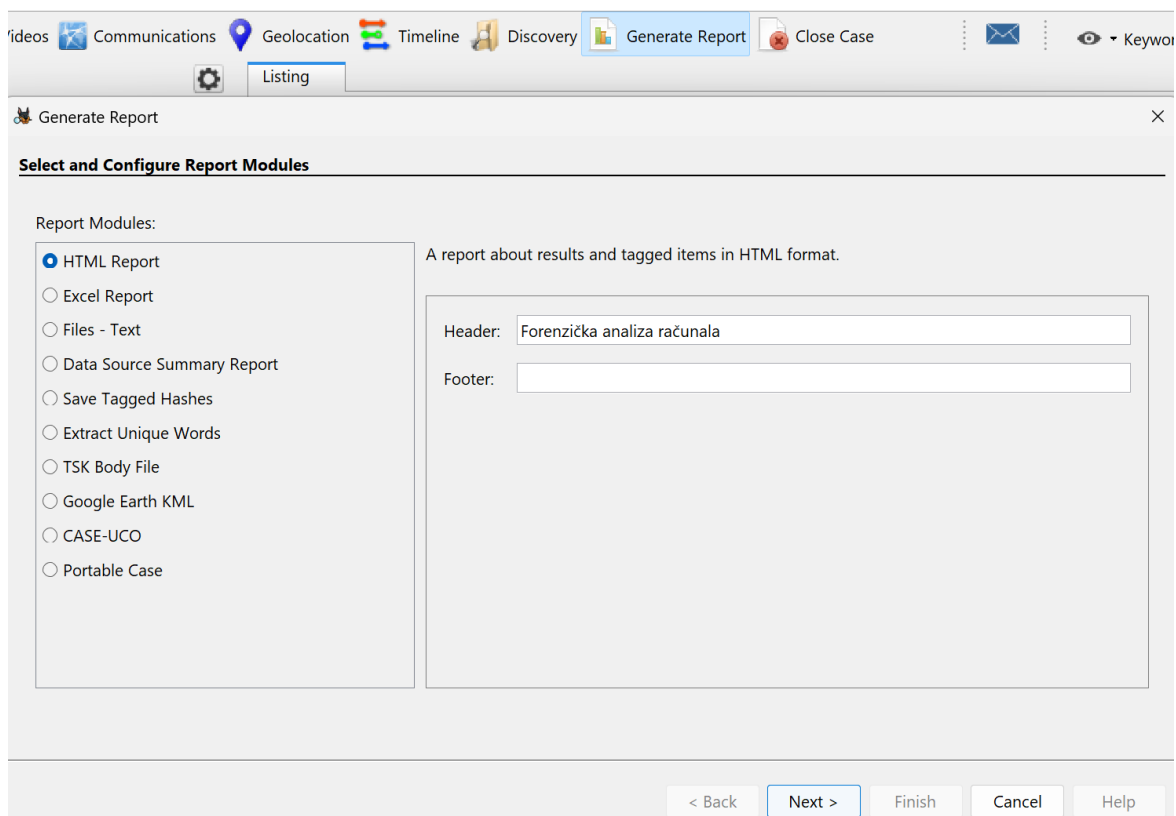 Videos Communications Geolocation Timeline Discovery Generate Report Close Case Keywor
Listing
Generate Report
Select and Configure Report Modules
Report Modules:
A report about results and tagged items in HTML format.
HTML Report
Excel Report
Files - Text
Data Source Summary Report
Save Tagged Hashes
Extract Unique Words
TSK Body File
Google Earth KML
CASE-UCO
Portable Case
Header: Forenzička analiza računala
Footer:
< Back Next > Finish Cancel Help